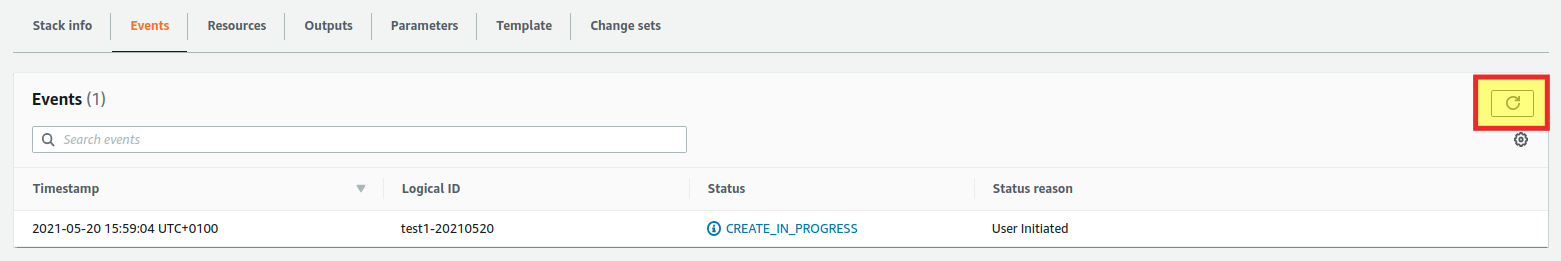 Stack info Events Resources Outputs Parameters Template Change sets
Events (1)
Search events
Timestamp Logical ID Status Status reason
2021-05-20 15:59:04 UTC+0100 test1-20210520 CREATE_IN_PROGRESS User Initiated